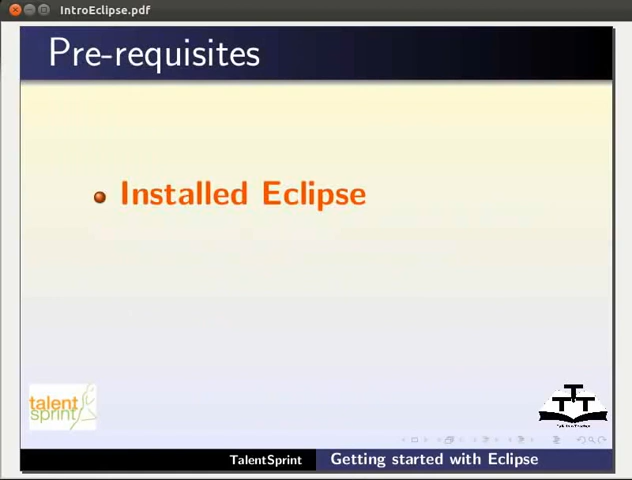 IntroEclipse.pdf
Pre-requisites
Installed Eclipse
talent
sprint
TalentSprint
Getting started with Eclipse